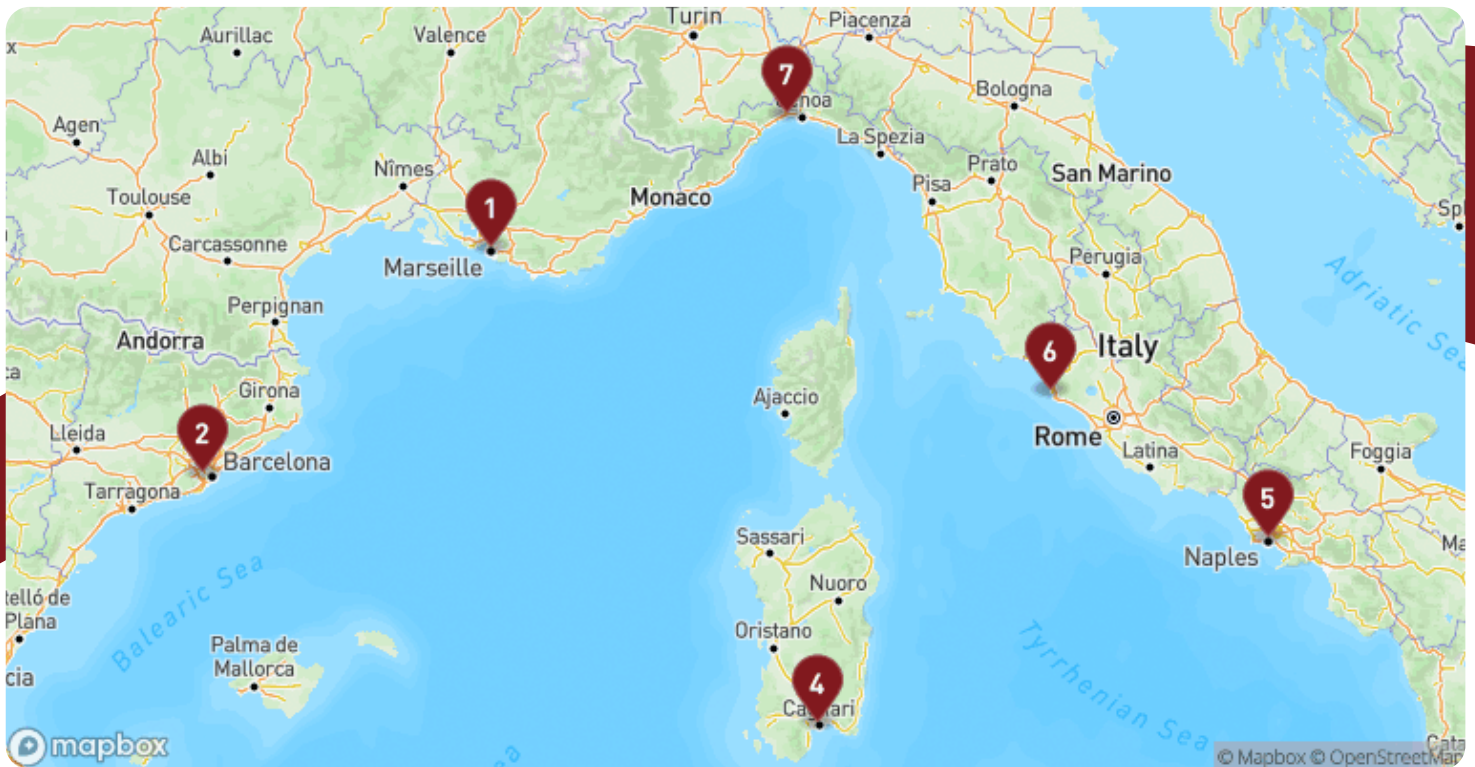 Turin
Piacenza
Aurillac
Valence
7
Bologna
Agen
La Spezia
Albi
Nîmes
Prato
San Marino
Pisa
Toulouse
Monaco
1
Carcassonne
Marseille
Perugia
Adriatic Sea
Perpignan
Andorra
Italy
6
Girona
Ajaccio
2
Lleida
Barcelona
Rome
Latina
Foggia
Tarragona
5
Sassari
Naples
Nuoro
Balearic Sea
Oristano
Palma de
Mallorca
Tyrrhenian Sea
4
mapbox
© Mapbox © OpenStreetMap